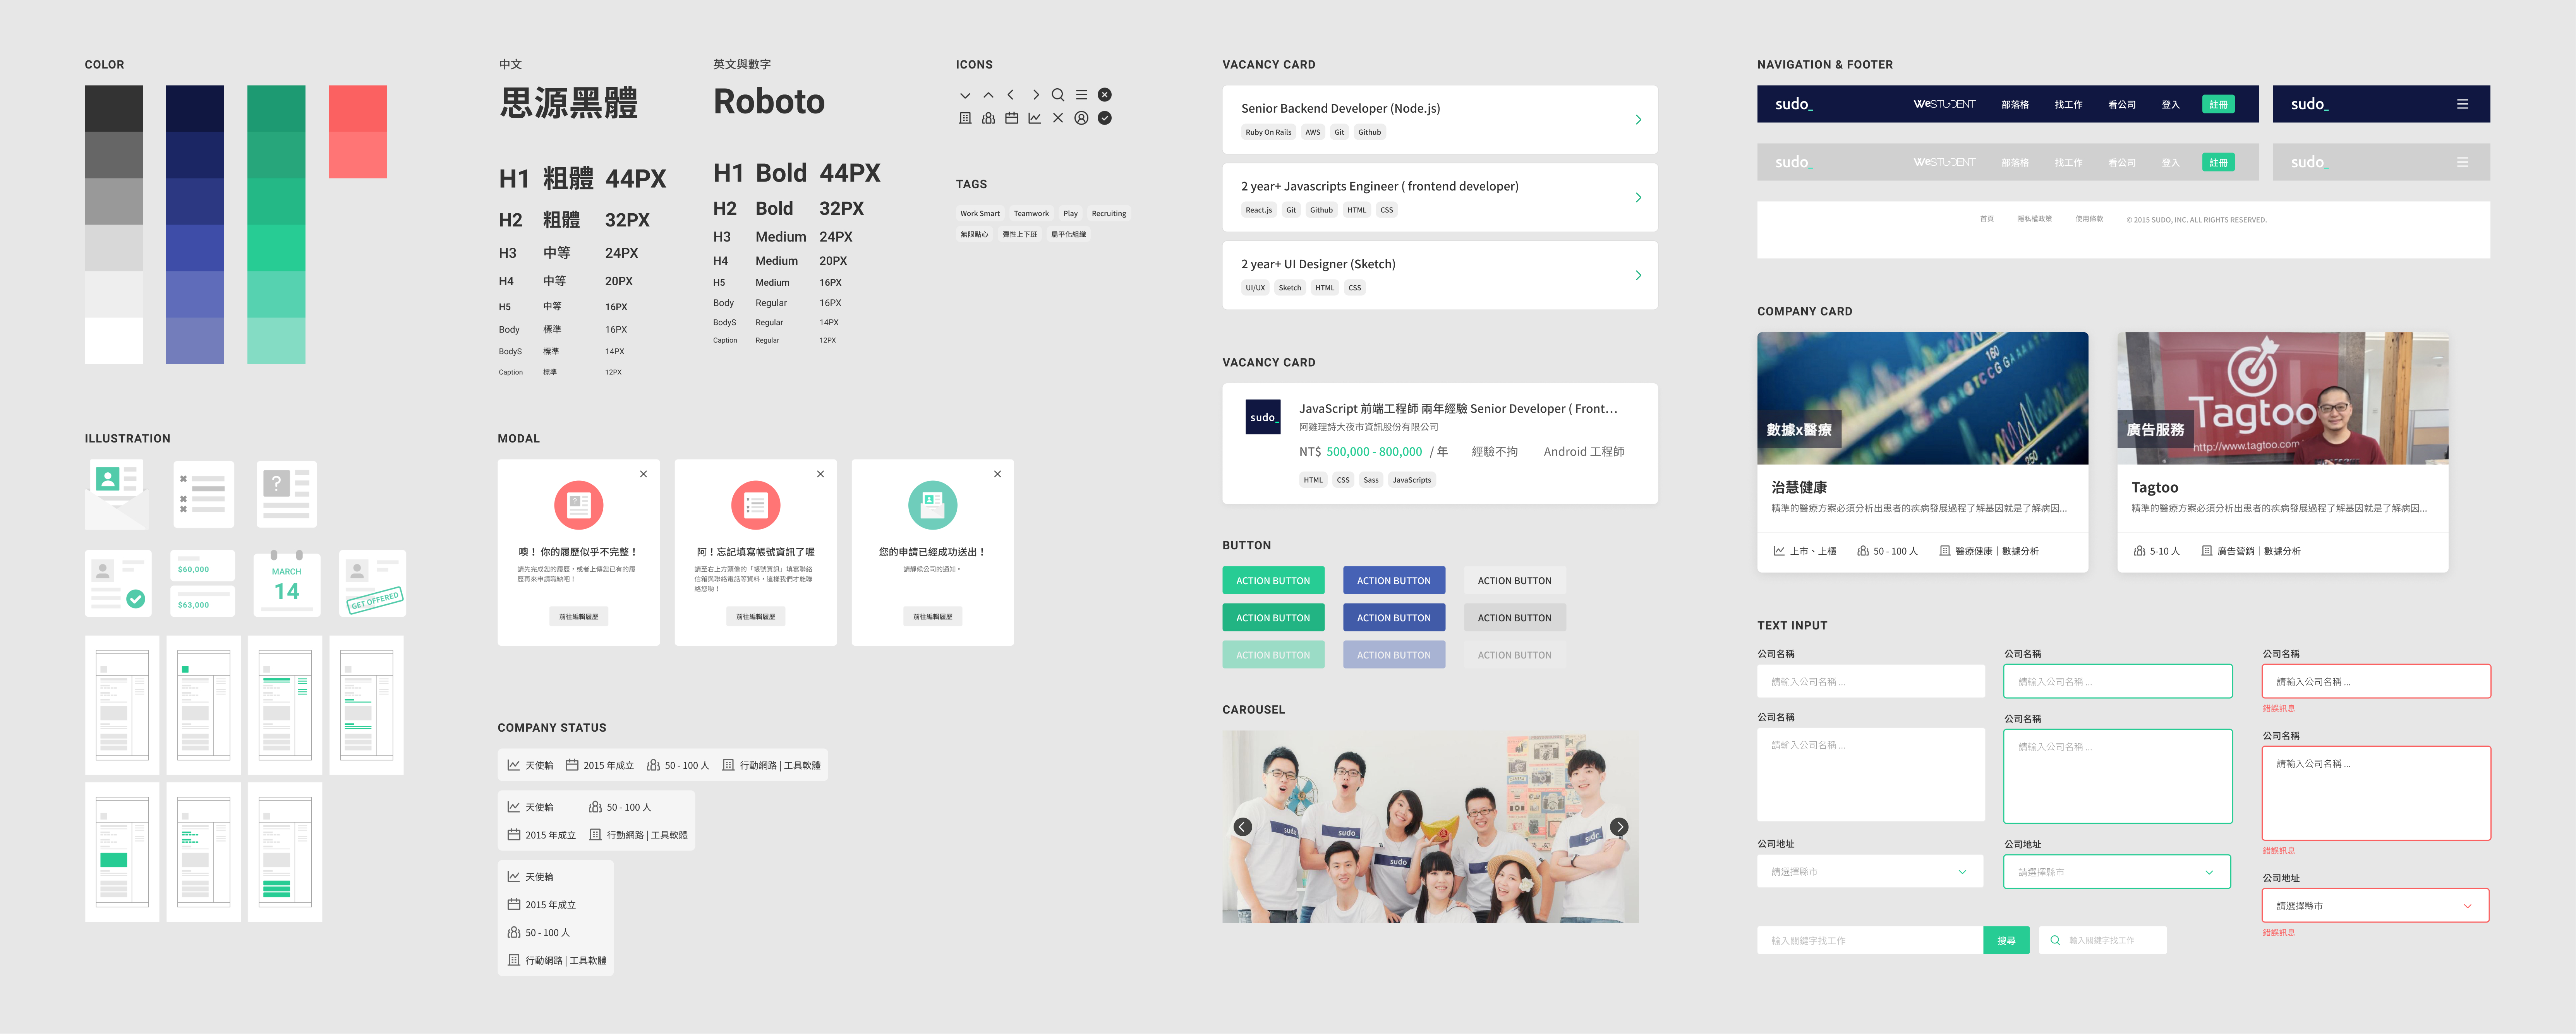 COLOR
中文
思源黑體
H1 粗體 44PX
H2 粗體 32PX
H3 中等 24PX
H4 中等 20PX
H5 中等 16PX
Body 標準 16PX
BodyS 標準 14PX
Caption 標準 12PX
英文與數字
Roboto
H1 Bold 44PX
H2 Bold 32PX
H3 Medium 24PX
H4 Medium 20PX
H5 Medium 16PX
Body Regular 16PX
BodyS Regular 14PX
Caption Regular 12PX
ICONS
TAGS
Work Smart Teamwork Play Recruiting
無限點心 彈性上下班 扁平化組織
ILLUSTRATION
?
$60,000
$63,000
MARCH
14
GET OFFERED
MODAL
噢！你的履歷似乎不完整！
請先完成您的履歷，或者上傳您已有的履
歷再來申請職缺吧！
前往編輯履歷
阿！忘記填寫帳號資訊了喔
請至右上方頭像的「帳號資訊」填寫聯絡
信箱與聯絡電話等資料，這樣我們才能聯
絡您喲！
前往編輯履歷
您的申請已經成功送出！
請靜候公司的通知。
前往編輯履歷
COMPANY STATUS
天使輪 2015 年成立 50 - 100 人 行動網路 | 工具軟體
天使輪 50 - 100 人
2015 年成立 行動網路 | 工具軟體
天使輪
2015 年成立
50 - 100 人
行動網路 | 工具軟體
VACANCY CARD
Senior Backend Developer (Node.js)
Ruby On Rails AWS Git Github
2 year+ Javascripts Engineer ( frontend developer)
React.js Git Github HTML CSS
2 year+ UI Designer (Sketch)
UI/UX Sketch HTML CSS
VACANCY CARD
sudo_
JavaScript 前端工程師 兩年經驗 Senior Developer ( Front...
阿雞理詩大夜市資訊股份有限公司
NT$ 500,000 - 800,000 / 年 經驗不拘 Android 工程師
HTML CSS Sass JavaScripts
BUTTON
ACTION BUTTON ACTION BUTTON ACTION BUTTON
ACTION BUTTON ACTION BUTTON ACTION BUTTON
ACTION BUTTON ACTION BUTTON ACTION BUTTON
CAROUSEL
sudo
sudo
sudo
sudo
NAVIGATION & FOOTER
sudo_ WeSTUDENT 部落格 找工作 看公司 登入 註冊
sudo_
sudo_ WeSTUDENT 部落格 找工作 看公司 登入 註冊
sudo_
首頁 隱私權政策 使用條款 © 2015 SUDO, INC. ALL RIGHTS RESERVED.
COMPANY CARD
數據x醫療
治慧健康
精準的醫療方案必須分析出患者的疾病發展過程了解基因就是了解病因...
上市、上櫃 50 - 100 人 醫療健康｜數據分析
Tagtoo
http://www.tagtoo.com
廣告服務
Tagtoo
精準的醫療方案必須分析出患者的疾病發展過程了解基因就是了解病因...
5-10 人 廣告營銷｜數據分析
TEXT INPUT
公司名稱
請輸入公司名稱 ...
公司名稱
請輸入公司名稱 ...
公司地址
請選擇縣市
公司名稱
請輸入公司名稱 ...
公司名稱
請輸入公司名稱 ...
公司地址
請選擇縣市
公司名稱
請輸入公司名稱 ...
錯誤訊息
公司名稱
請輸入公司名稱 ...
錯誤訊息
公司地址
請選擇縣市
錯誤訊息
輸入關鍵字找工作 搜尋
輸入關鍵字找工作